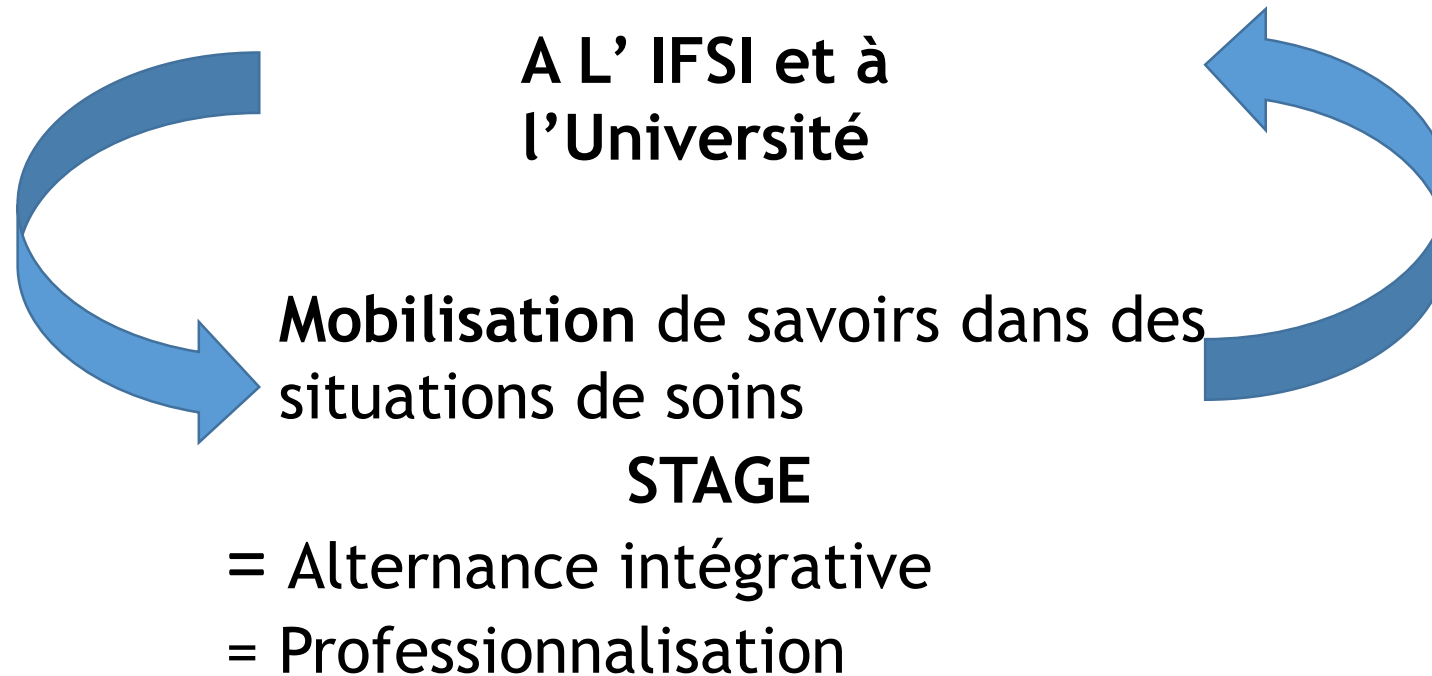 A L’ IFSI et à
l’Université
Mobilisation de savoirs dans des
situations de soins
STAGE
= Alternance intégrative
= Professionnalisation